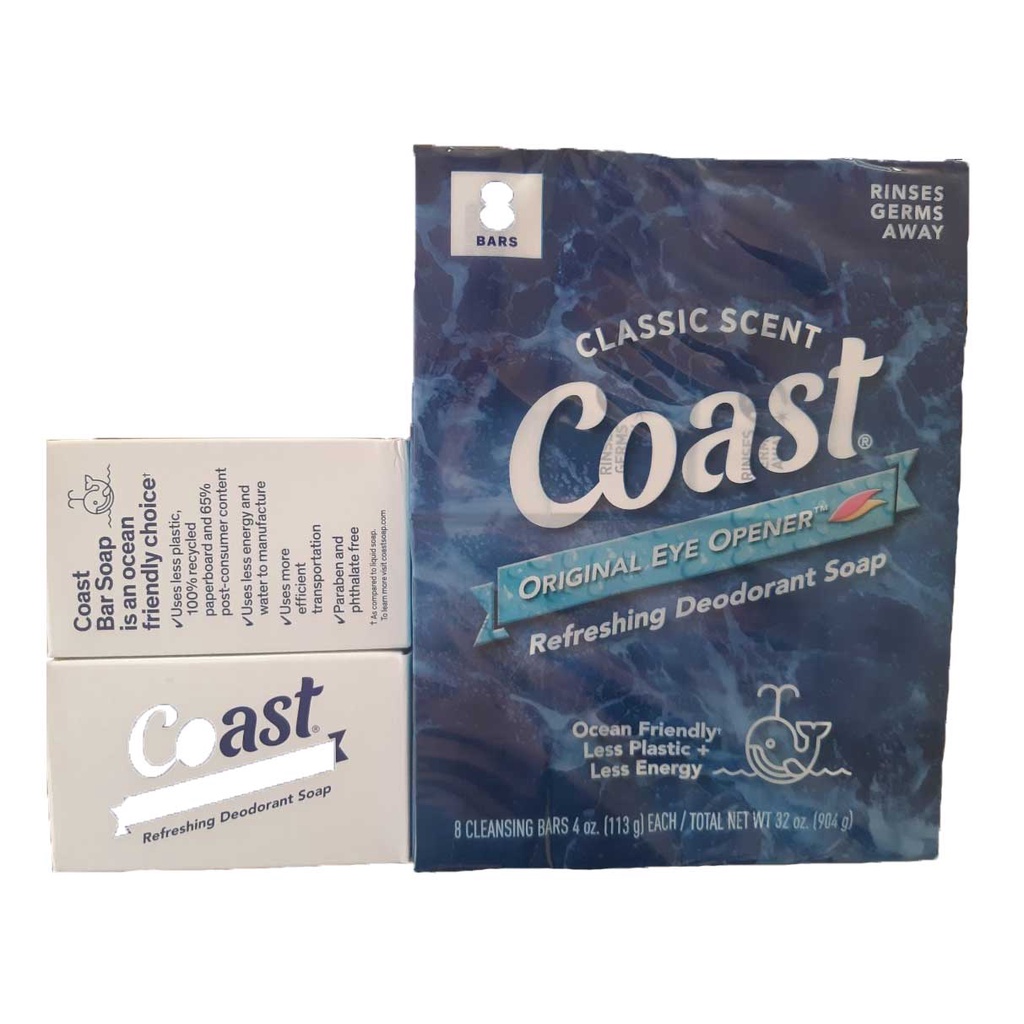 8
BARS
RINSES
GERMS
AWAY
CLASSIC SCENT
Coast®
RINSES
GERMS
RINSES
ORIGINAL EYE OPENER™
Refreshing Deodorant Soap
Ocean Friendly†
Less Plastic +
Less Energy
8 CLEANSING BARS 4 oz. (113 g) EACH / TOTAL NET WT 32 oz. (904 g)
Coast
Bar Soap
is an ocean
friendly choice†
✓Uses less plastic,
100% recycled
paperboard and 65%
post-consumer content
✓Uses less energy and
water to manufacture
✓Uses more
efficient
transportation
✓Paraben and
phthalate free
† As compared to liquid soap.
To learn more visit coastsoap.com
Coast®
Refreshing Deodorant Soap